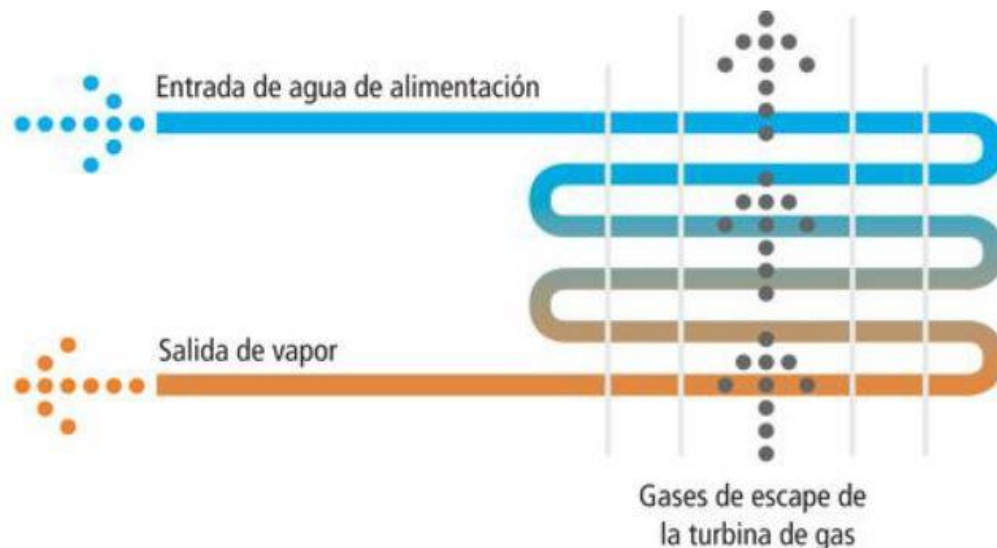 Entrada de agua de alimentación
Salida de vapor
Gases de escape de
la turbina de gas